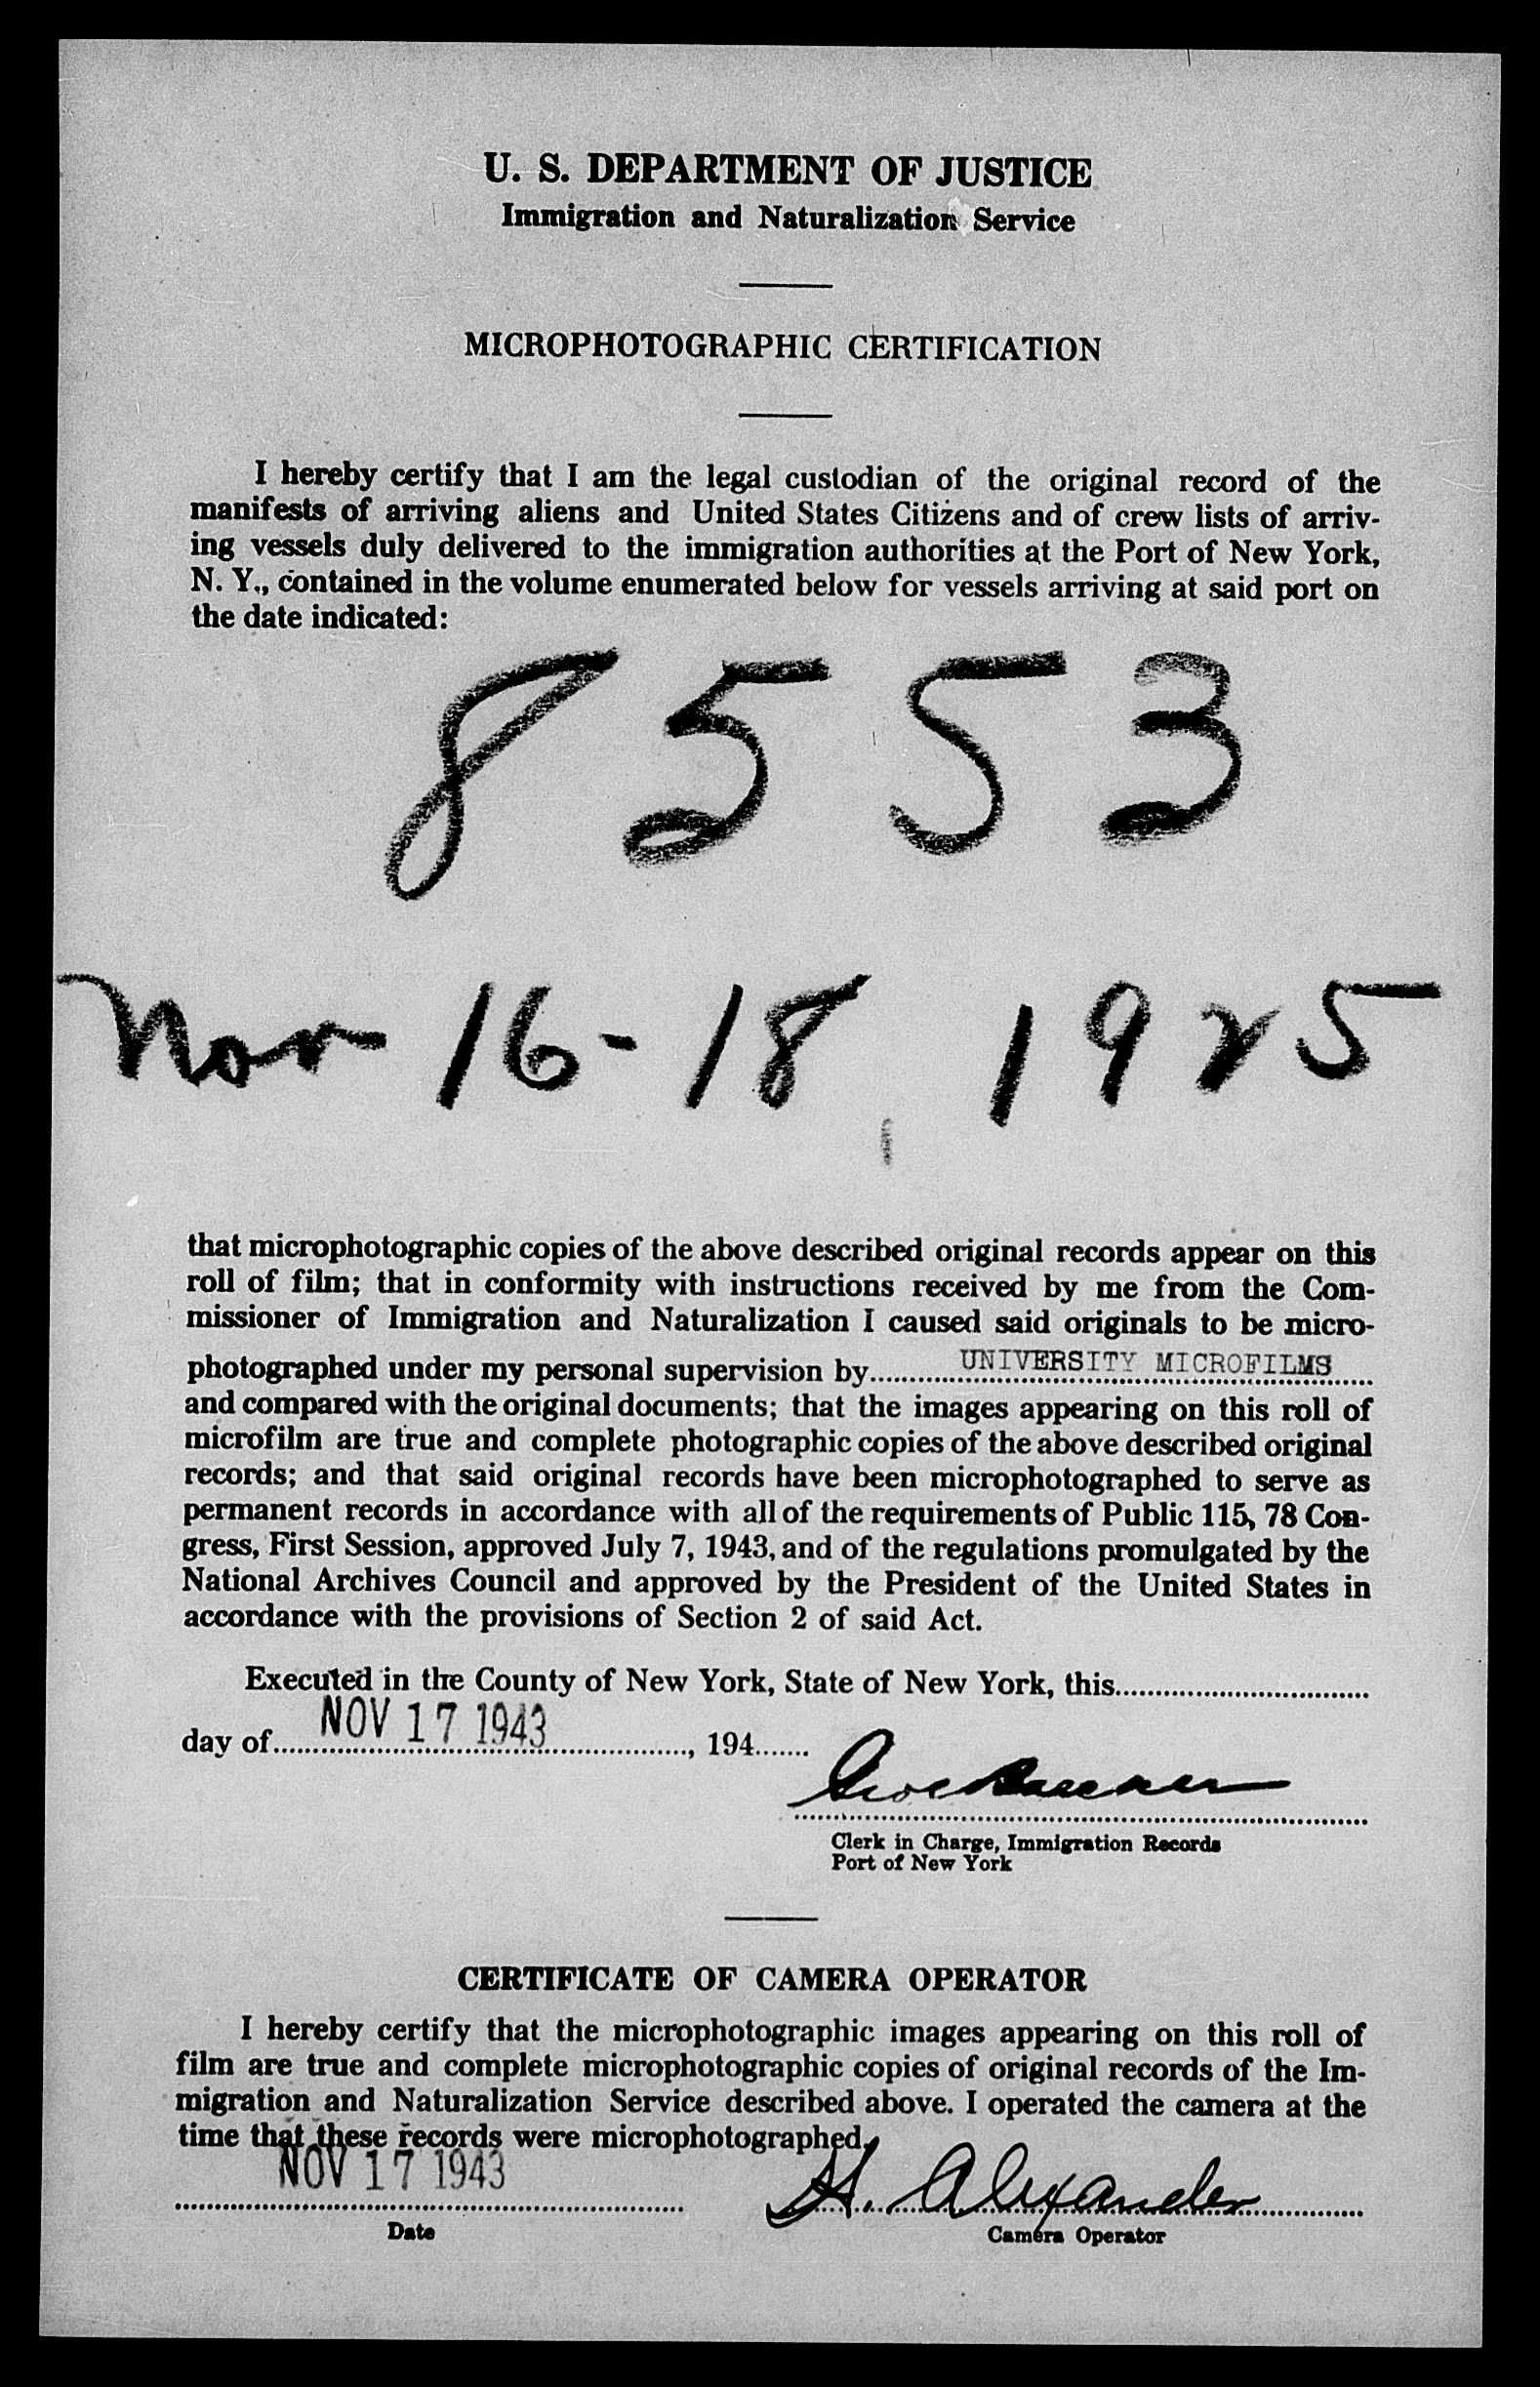 U. S. DEPARTMENT OF JUSTICE
Immigration and Naturalization Service
MICROPHOTOGRAPHIC CERTIFICATION
I hereby certify that I am the legal custodian of the original record of the
manifests of arriving aliens and United States Citizens and of crew lists of arriv-
ing vessels duly delivered to the immigration authorities at the Port of New York,
N. Y., contained in the volume enumerated below for vessels arriving at said port on
the date indicated:
8553
Nov 16-18, 1925
that microphotographic copies of the above described original records appear on this
roll of film; that in conformity with instructions received by me from the Com-
missioner of Immigration and Naturalization I caused said originals to be micro-
photographed under my personal supervision by UNIVERSITY MICROFILMS
and compared with the original documents; that the images appearing on this roll of
microfilm are true and complete photographic copies of the above described original
records; and that said original records have been microphotographed to serve as
permanent records in accordance with all of the requirements of Public 115, 78 Con-
gress, First Session, approved July 7, 1943, and of the regulations promulgated by the
National Archives Council and approved by the President of the United States in
accordance with the provisions of Section 2 of said Act.
Executed in the County of New York, State of New York, this
day of NOV 17 1943, 194
Clerk in Charge, Immigration Records
Port of New York
CERTIFICATE OF CAMERA OPERATOR
I hereby certify that the microphotographic images appearing on this roll of
film are true and complete microphotographic copies of original records of the Im-
migration and Naturalization Service described above. I operated the camera at the
time that these records were microphotographed.
NOV 17 1943 H. Alexander
Date Camera Operator